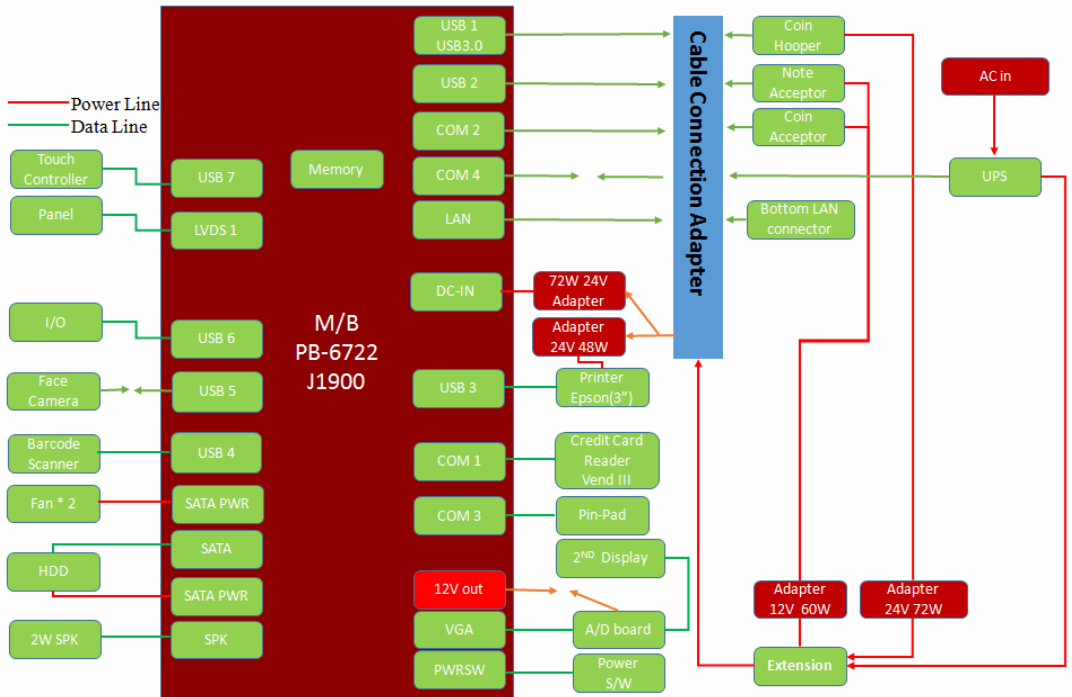 Power Line
Data Line
Touch
Controller
Panel
I/O
Face
Camera
Barcode
Scanner
Fan * 2
HDD
2W SPK
USB 7
LVDS 1
USB 6
USB 5
USB 4
SATA PWR
SATA
SATA PWR
SPK
Memory
M/B
PB-6722
J1900
USB 1
USB3.0
USB 2
COM 2
COM 4
LAN
DC-IN
USB 3
COM 1
COM 3
12V out
VGA
PWRSW
72W 24V
Adapter
Adapter
24V 48W
Printer
Epson(3”)
Credit Card
Reader
Vend III
Pin-Pad
2ND Display
A/D board
Power
S/W
Cable Connection Adapter
Coin
Hooper
Note
Acceptor
Coin
Acceptor
Bottom LAN
connector
AC in
UPS
Adapter
12V 60W
Adapter
24V 72W
Extension